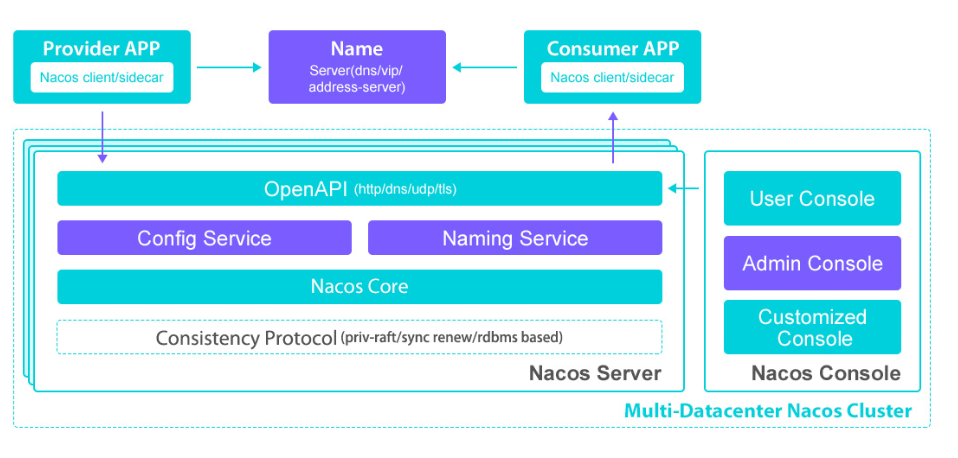 Provider APP
Nacos client/sidecar
Name
Server(dns/vip/
address-server)
Consumer APP
Nacos client/sidecar
OpenAPI (http/dns/udp/tls)
Config Service
Naming Service
Nacos Core
Consistency Protocol (priv-raft/sync renew/rdbms based)
Nacos Server
User Console
Admin Console
Customized
Console
Nacos Console
Multi-Datacenter Nacos Cluster